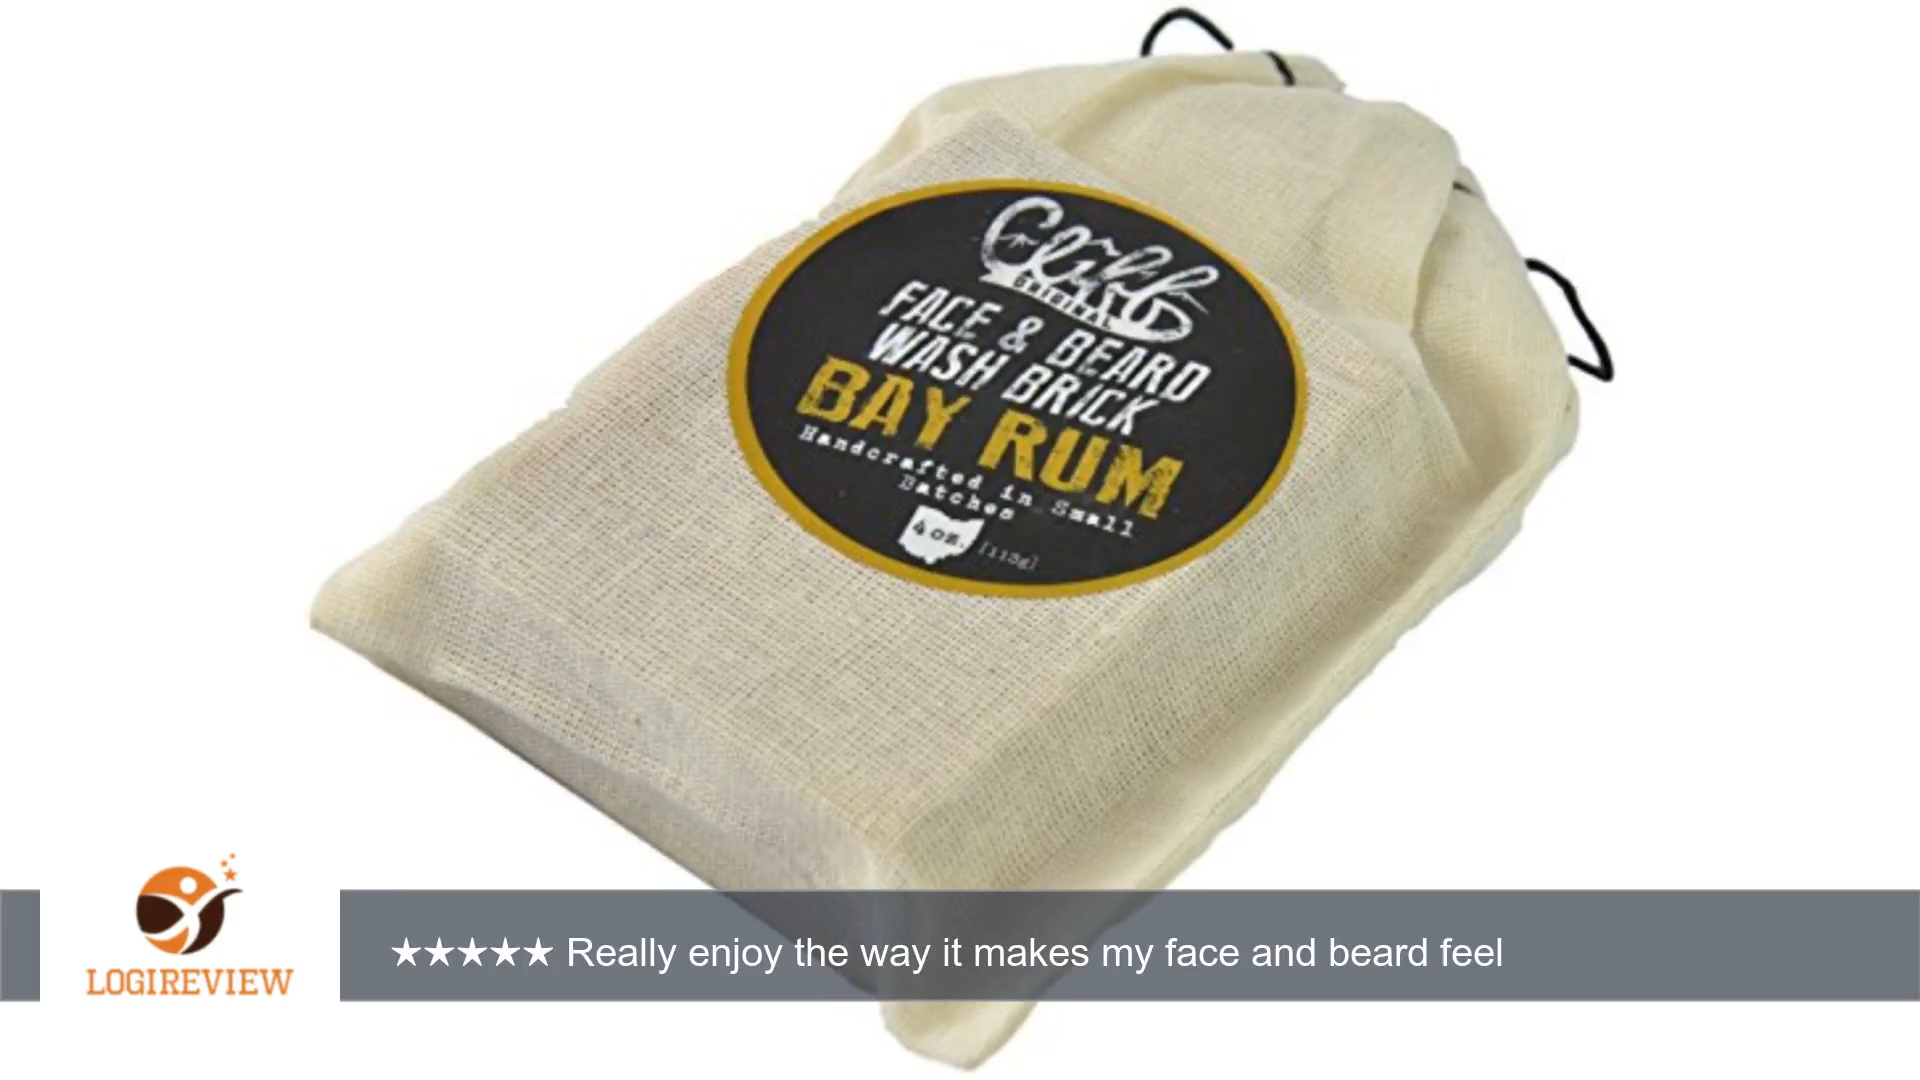 Cliff
ORIGINAL
FACE & BEARD
WASH BRICK
BAY RUM
Handcrafted in Small
Batches
4 oz. [113g]
LOGIREVIEW
★★★★★ Really enjoy the way it makes my face and beard feel